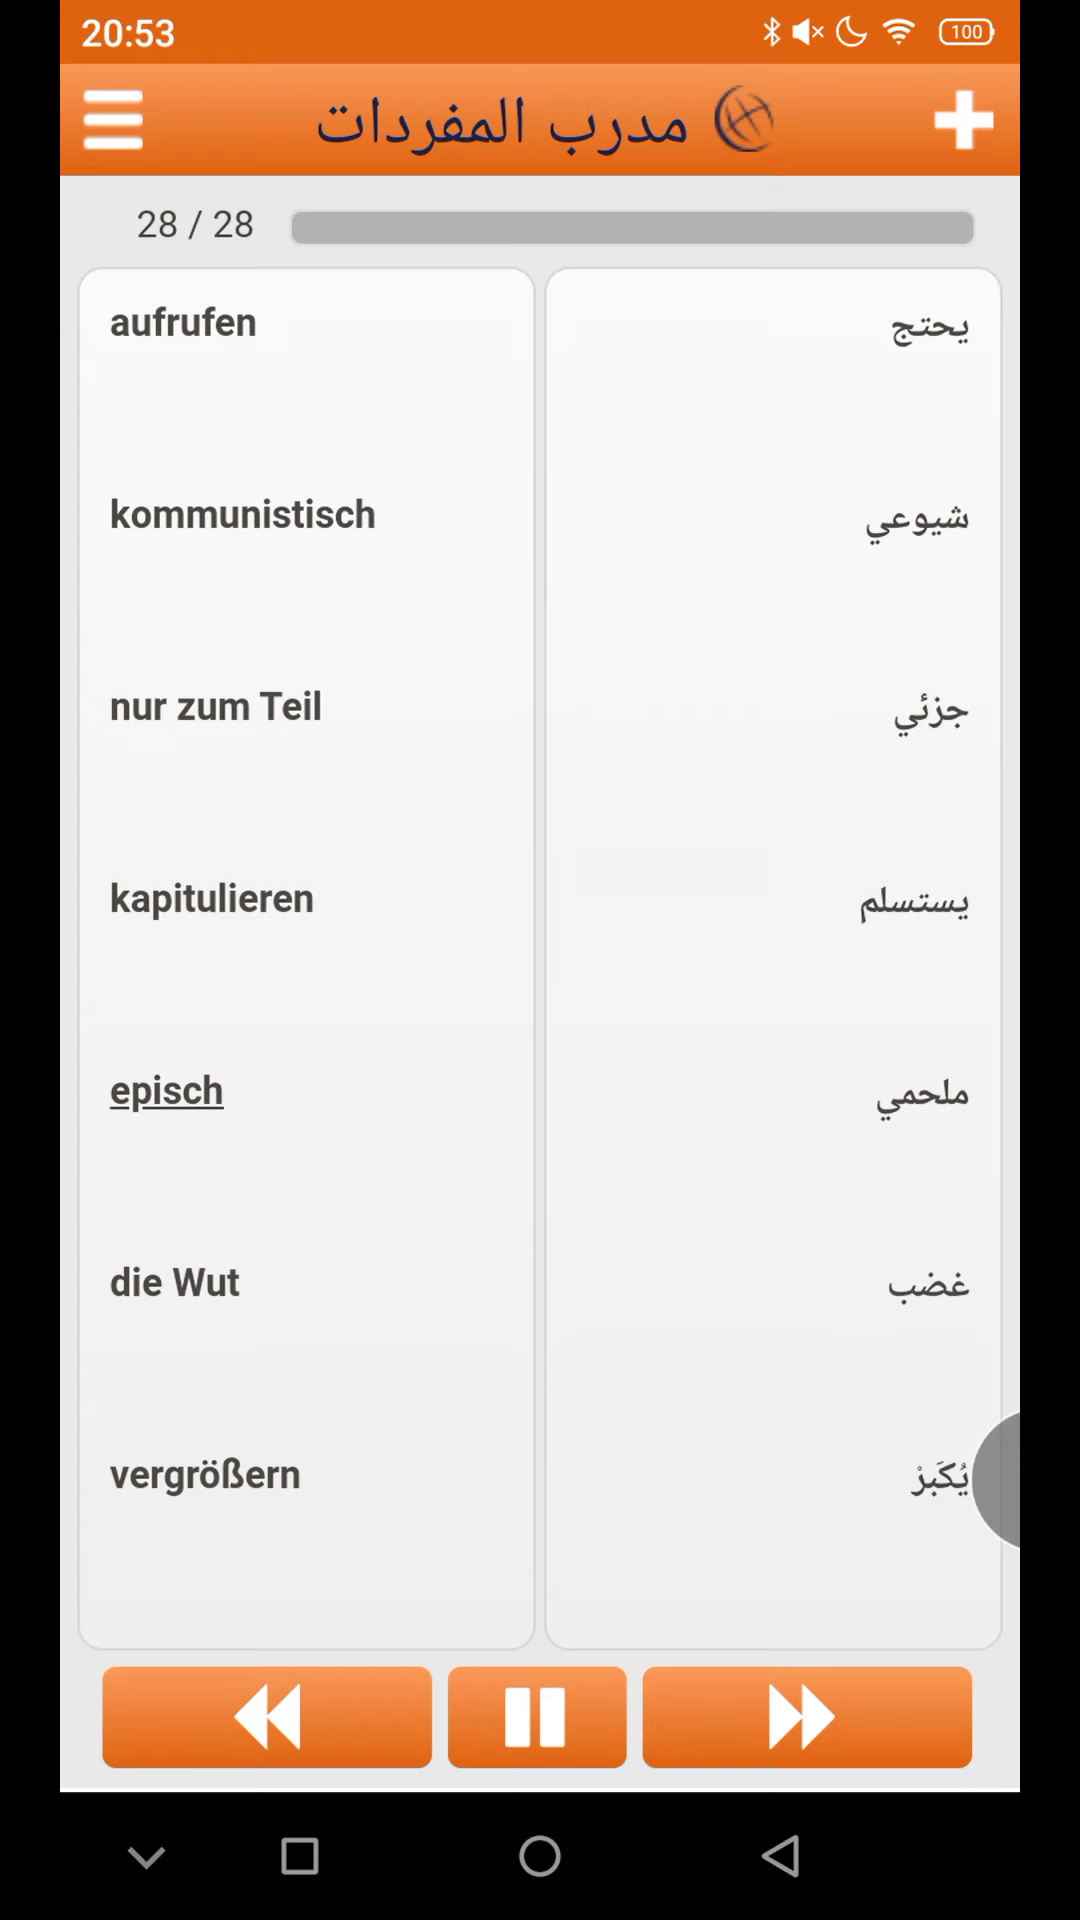 20:53
100
مدرب المفردات
28 / 28
aufrufen
يحتج
kommunistisch
شيوعي
nur zum Teil
جزئي
kapitulieren
يستسلم
episch
ملحمي
die Wut
غضب
vergrößern
يُكَبِرْ